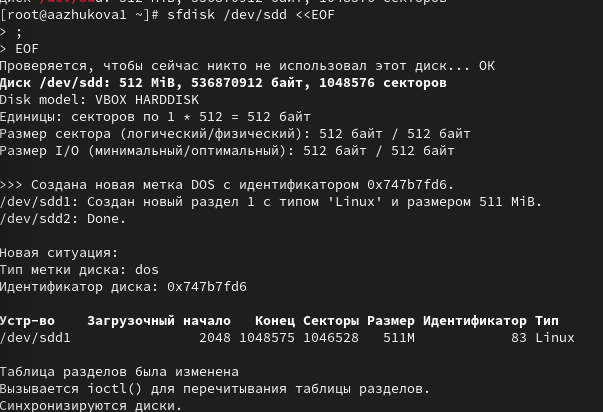 [root@aazhukova1 ~]# sfdisk /dev/sdd <<EOF
> ;
> EOF
Проверяется, чтобы сейчас никто не использовал этот диск... ОК
Диск /dev/sdd: 512 MiB, 536870912 байт, 1048576 секторов
Disk model: VBOX HARDDISK
Единицы: секторов по 1 * 512 = 512 байт
Размер сектора (логический/физический): 512 байт / 512 байт
Размер I/O (минимальный/оптимальный): 512 байт / 512 байт
>>> Создана новая метка DOS с идентификатором 0x747b7fd6.
/dev/sdd1: Создан новый раздел 1 с типом 'Linux' и размером 511 MiB.
/dev/sdd2: Done.
Новая ситуация:
Тип метки диска: dos
Идентификатор диска: 0x747b7fd6
Устр-во Загрузочный начало Конец Секторы Размер Идентификатор Тип
/dev/sdd1 2048 1048575 1046528 511M 83 Linux
Таблица разделов была изменена
Вызывается ioctl() для перечитывания таблицы разделов.
Синхронизируются диски.